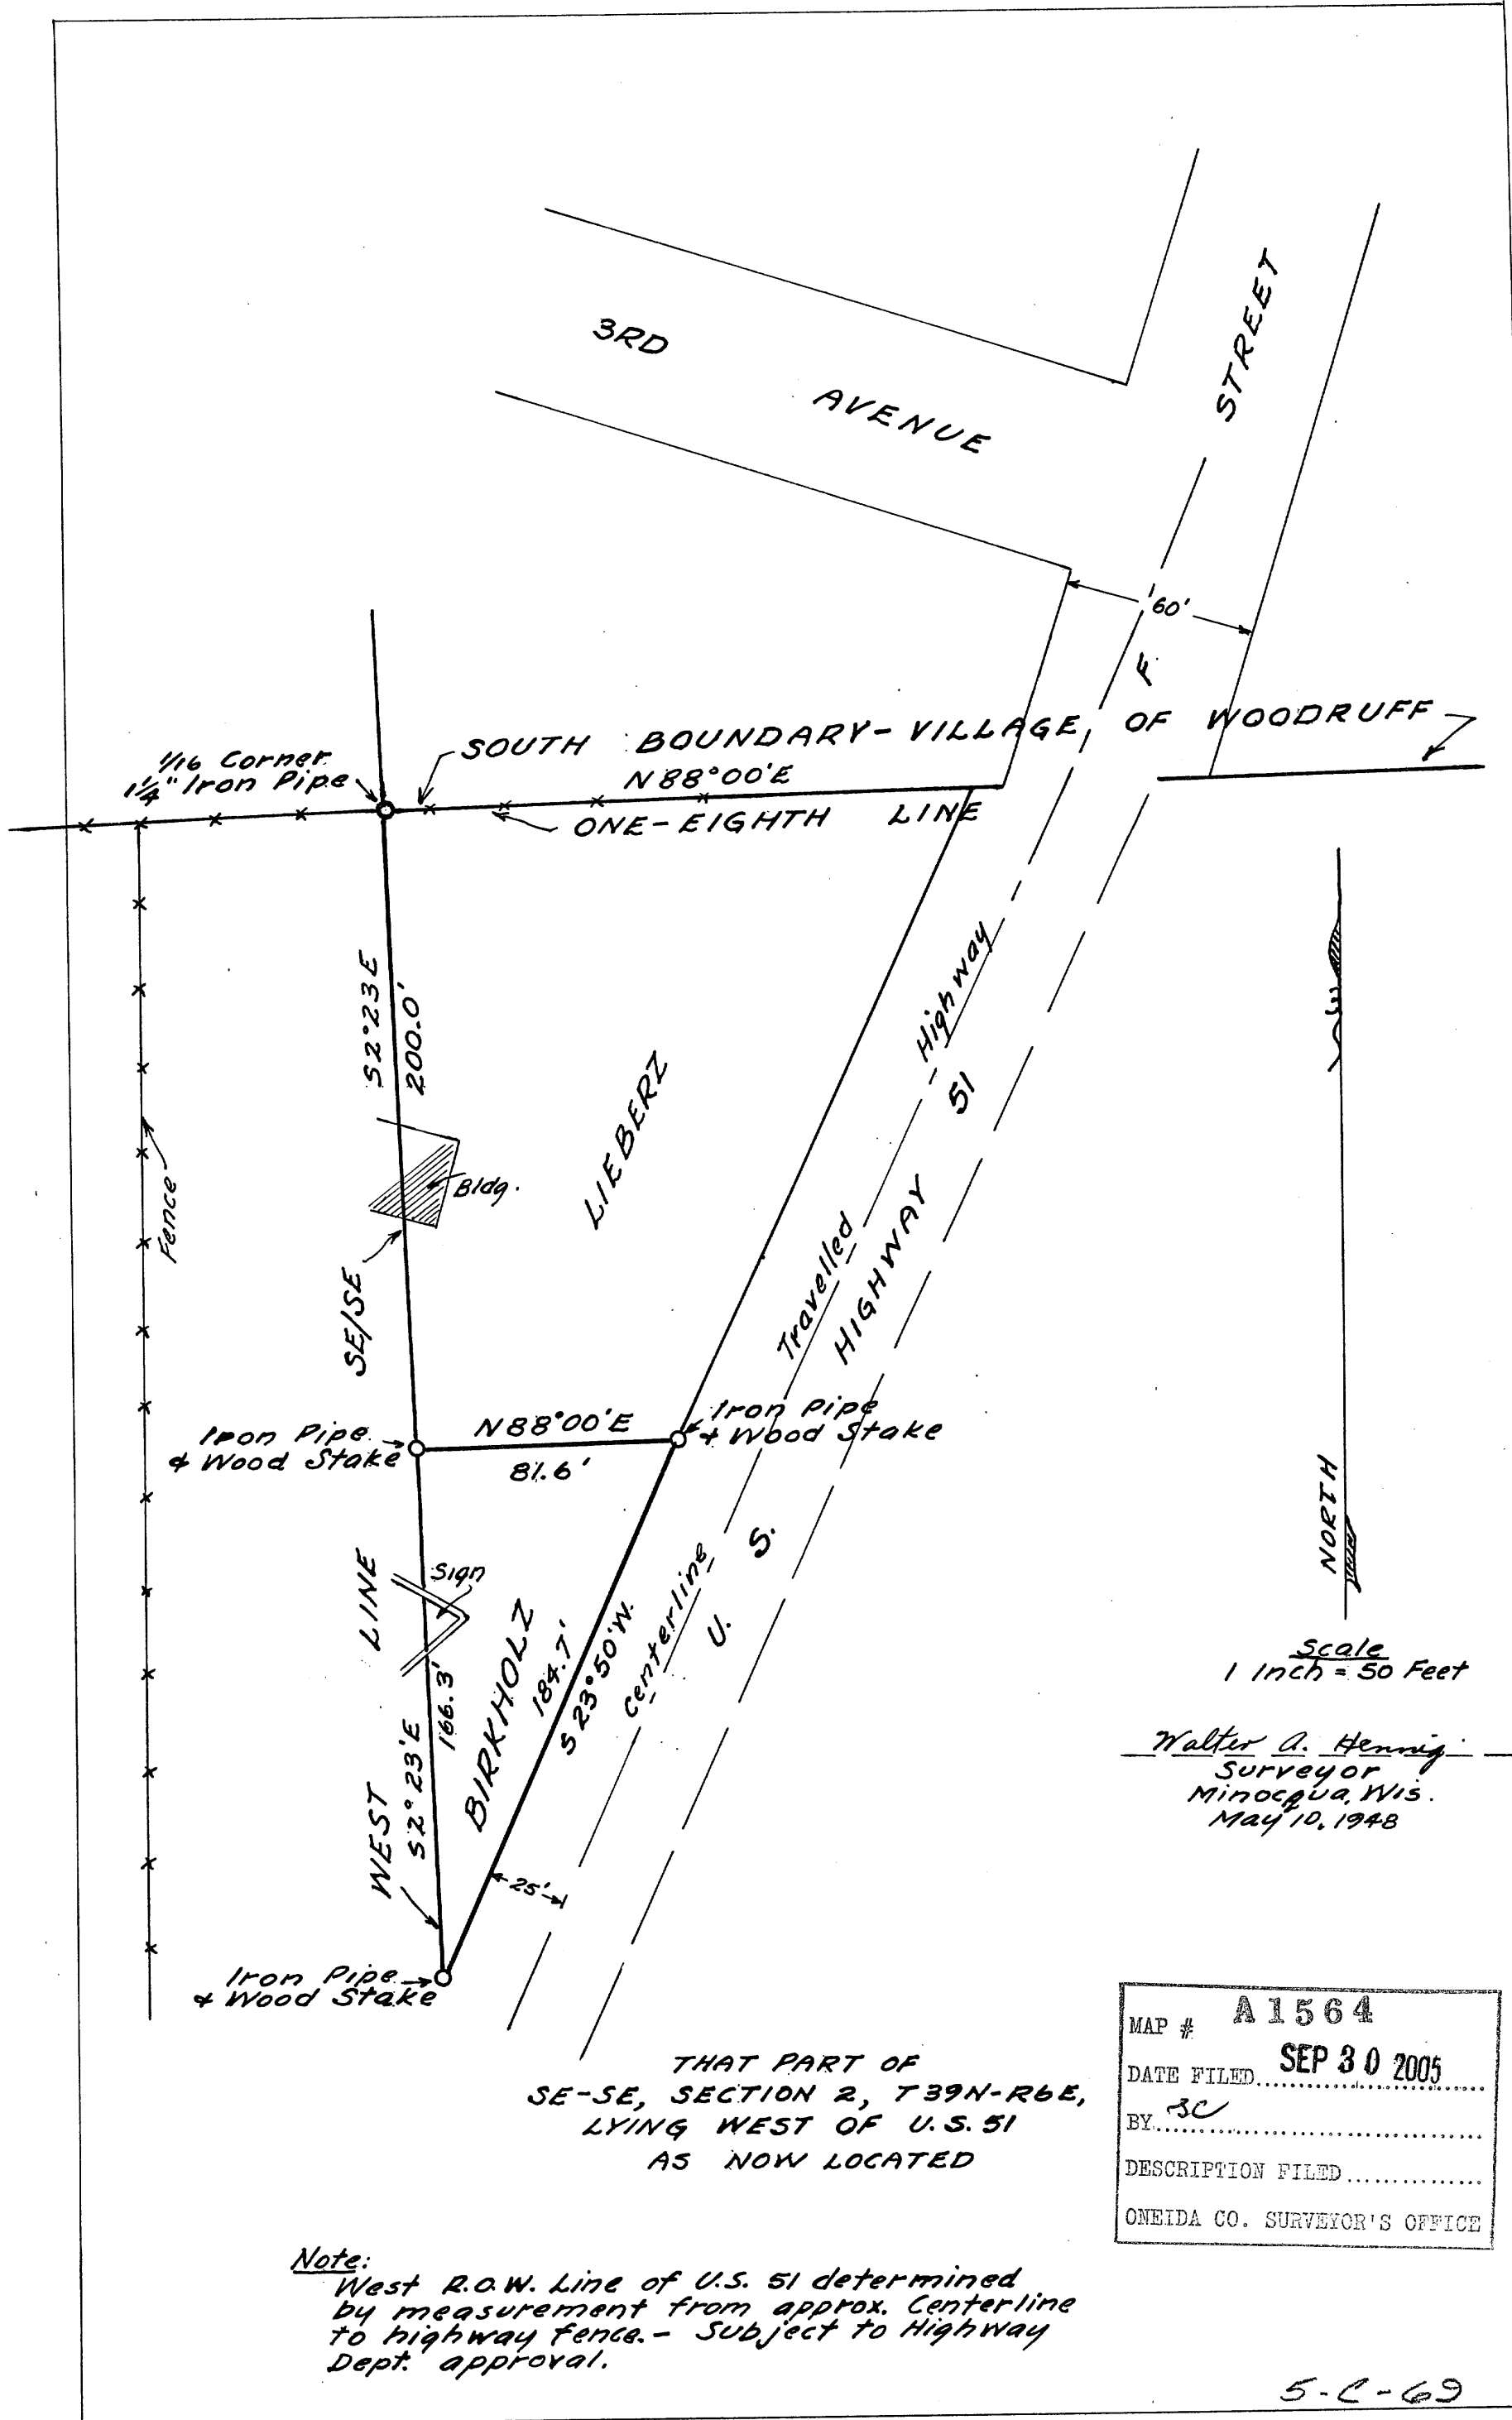 3RD
AVENUE
STREET
60'
F
SOUTH BOUNDARY - VILLAGE OF WOODRUFF
N 88°00' E
1/16 Corner
1 1/4" Iron Pipe
ONE-EIGHTH LINE
S2°23 E
200.0'
Fence
Bldg.
LIEBERZ
SE/SE
Highway
51
Travelled
HIGHWAY
Iron Pipe
& Wood Stake
N 88°00' E
81.6'
Iron Pipe
& Wood Stake
NORTH
Sign
LINE
WEST
S2°23'E
166.3'
BIRKHOLZ
184.7'
S 23°50' W.
Centerline
U. S.
25'
Iron Pipe
& Wood Stake
Scale
1 Inch = 50 Feet
Walter A. Hennig
Surveyor
Minocqua, Wis.
May 10, 1948
THAT PART OF
SE-SE, SECTION 2, T39N-R6E,
LYING WEST OF U.S. 51
AS NOW LOCATED
MAP # A1564
DATE FILED SEP 30 2005
BY
DESCRIPTION FILED
ONEIDA CO. SURVEYOR'S OFFICE
Note:
West R.O.W. Line of U.S. 51 determined
by measurement from approx. Centerline
to highway fence. - Subject to Highway
Dept. approval.
5-C-69